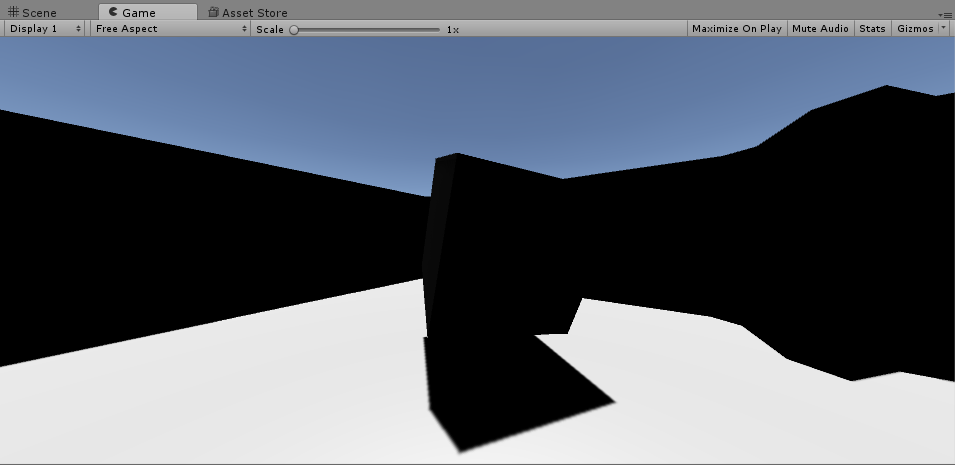 Scene Game Asset Store
Display 1 Free Aspect Scale 1x Maximize On Play Mute Audio Stats Gizmos